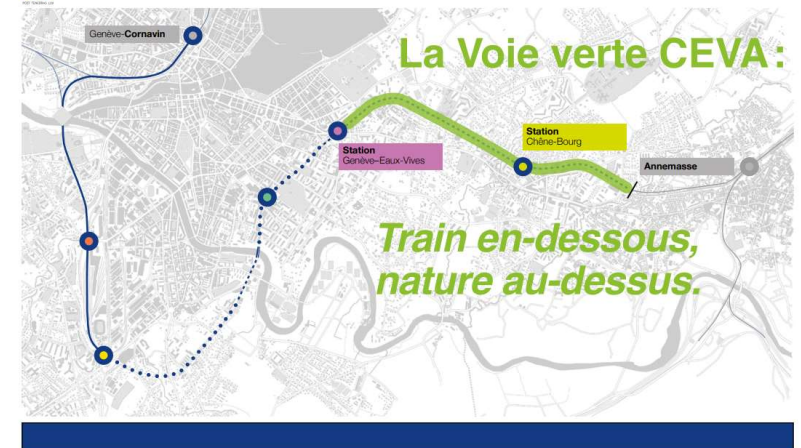 Genève-Cornavin
La Voie verte CEVA :
Station
Chêne-Bourg
Station
Genève–Eaux-Vives
Annemasse
Train en-dessous,
nature au-dessus.